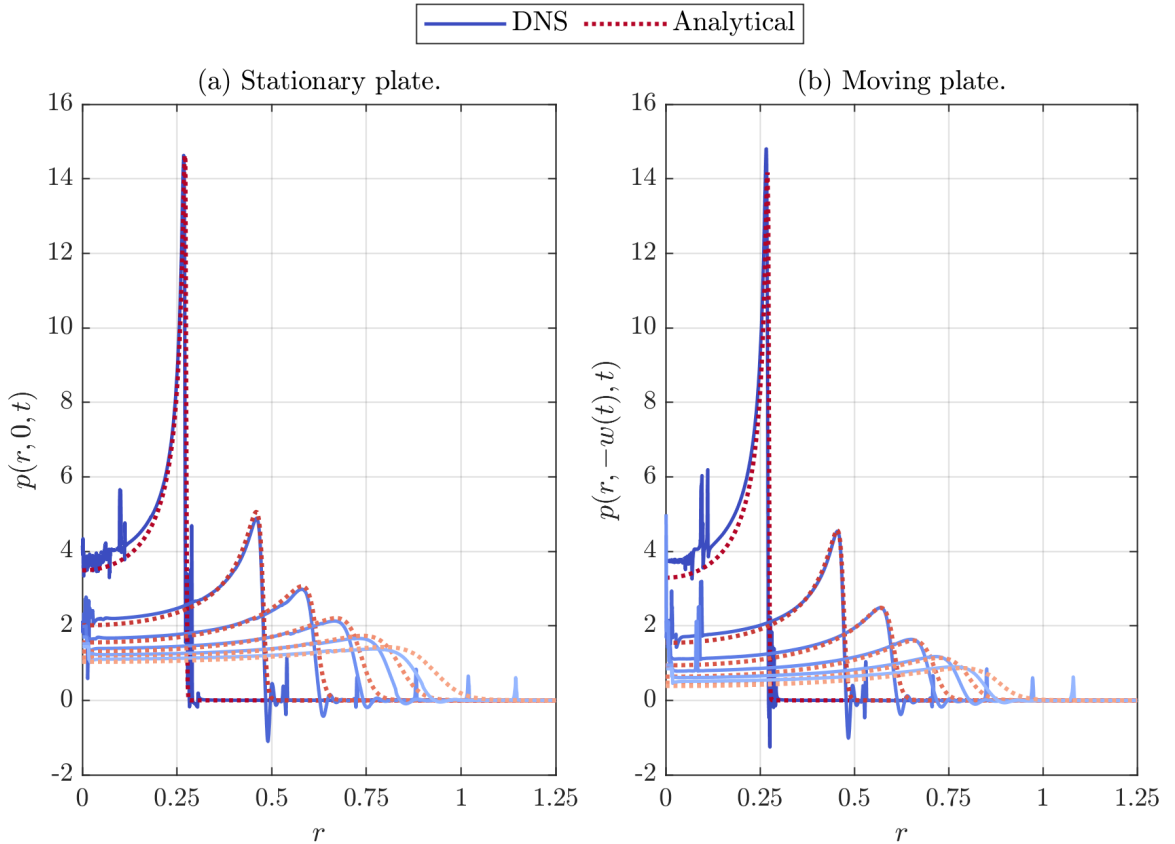 DNS Analytical
(a) Stationary plate.
(b) Moving plate.
16
14
12
10
8
6
4
2
0
-2
0 0.25 0.5 0.75 1 1.25
p(r, 0, t)
r
16
14
12
10
8
6
4
2
0
-2
0 0.25 0.5 0.75 1 1.25
p(r, −w(t), t)
r